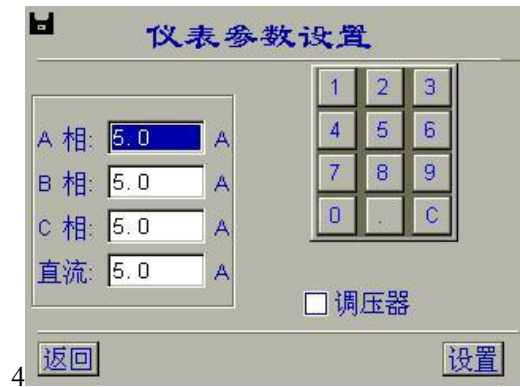 仪表参数设置
A 相: 5.0 A
B 相: 5.0 A
C 相: 5.0 A
直流: 5.0 A
1 2 3
4 5 6
7 8 9
0 . C
调压器
返回 设置
4